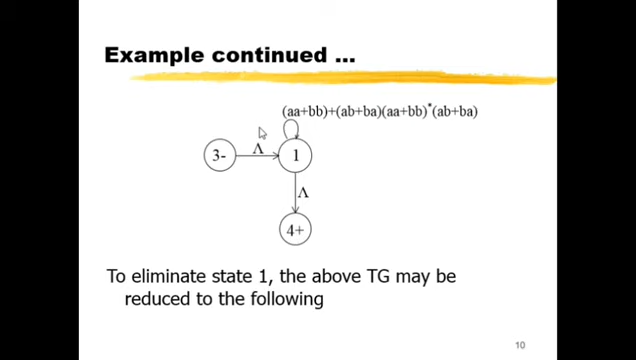 Example continued ...
(aa+bb)+(ab+ba)(aa+bb)*(ab+ba)
3-
Λ
1
Λ
4+
To eliminate state 1, the above TG may be
reduced to the following
10